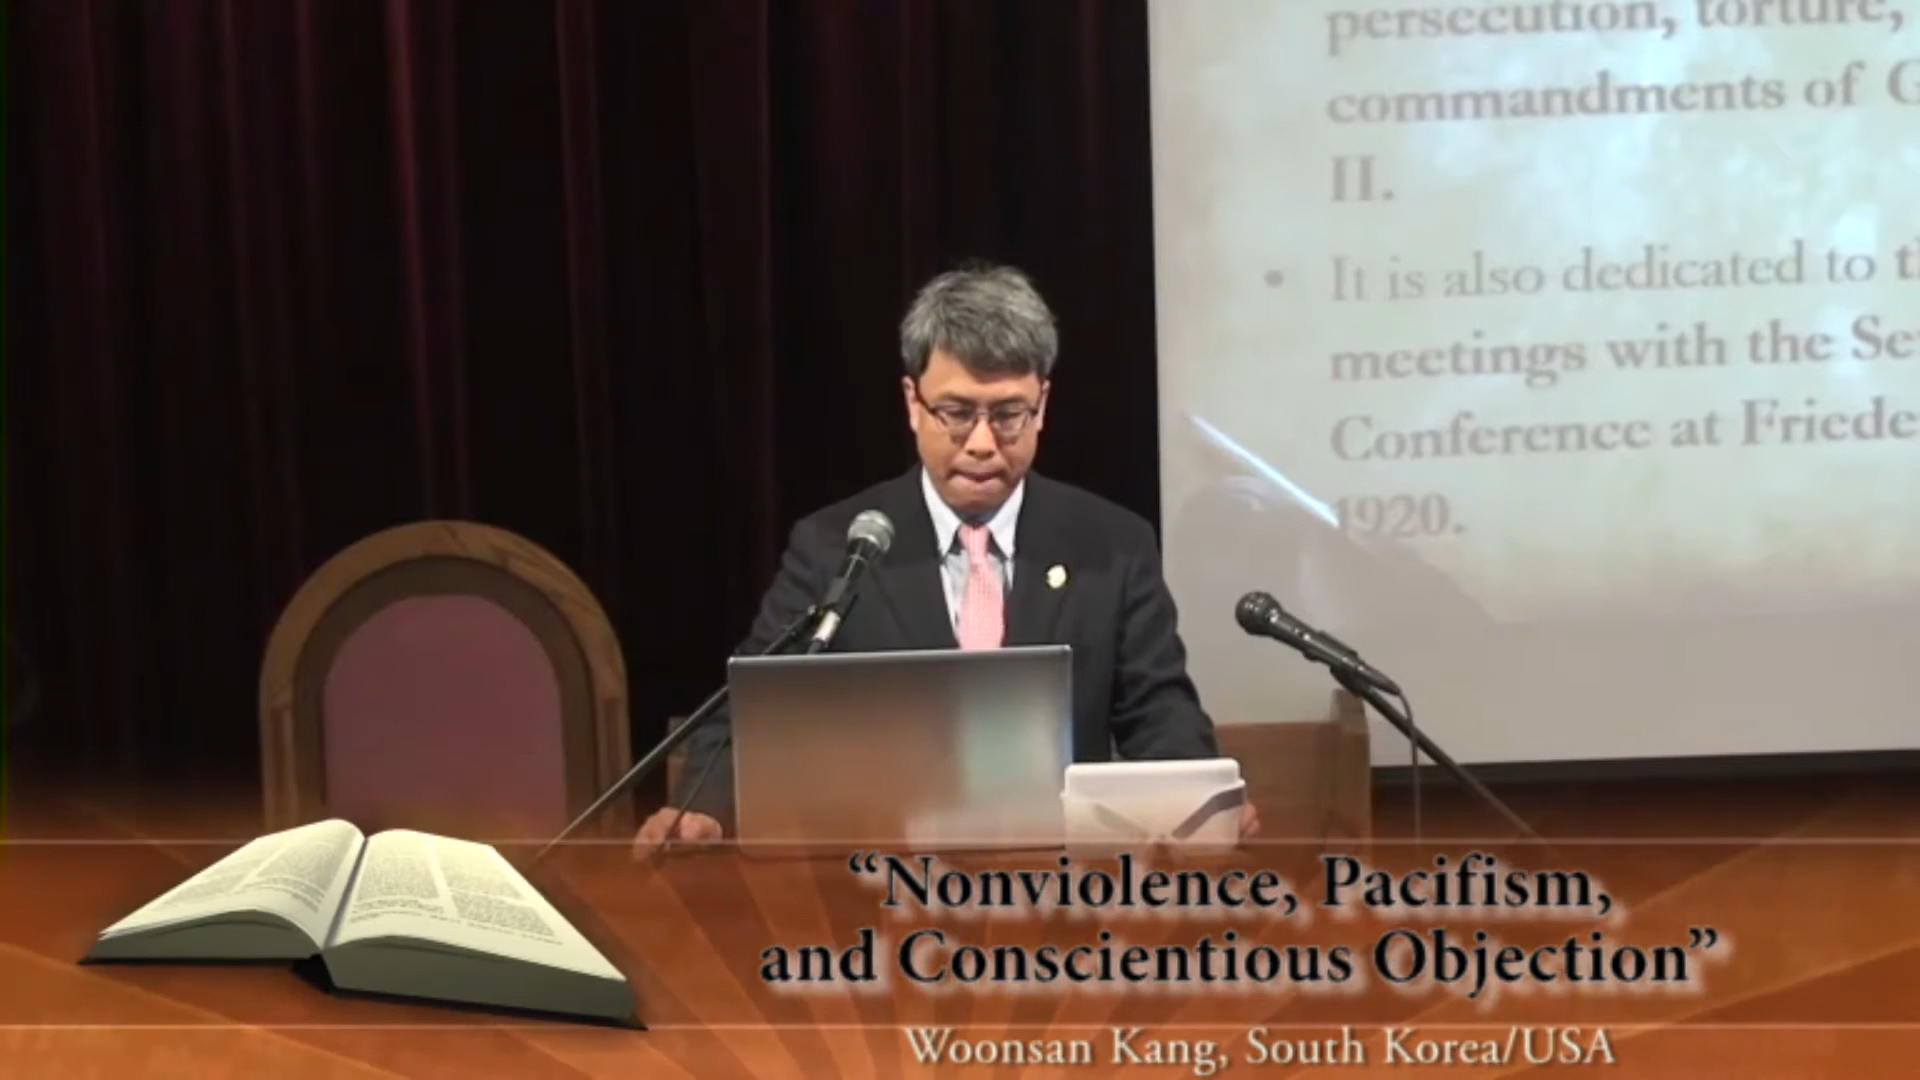 persecution, torture,
commandments of G
II.
• It is also dedicated to th
meetings with the Se
Conference at Friede
1920.
“Nonviolence, Pacifism,
and Conscientious Objection”
Woonsan Kang, South Korea/USA